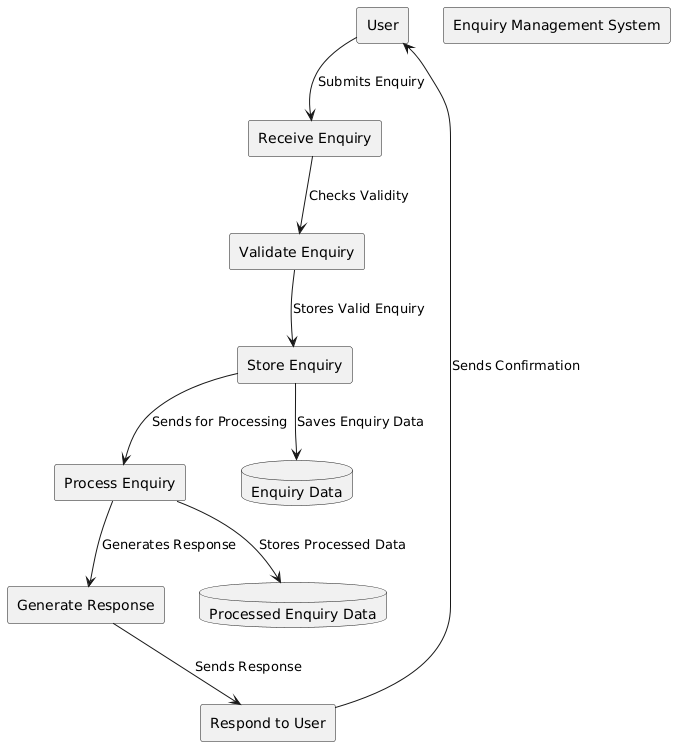 User
Enquiry Management System
Submits Enquiry
Receive Enquiry
Checks Validity
Validate Enquiry
Stores Valid Enquiry
Store Enquiry
Sends Confirmation
Sends for Processing
Saves Enquiry Data
Process Enquiry
Enquiry Data
Generates Response
Stores Processed Data
Generate Response
Processed Enquiry Data
Sends Response
Respond to User